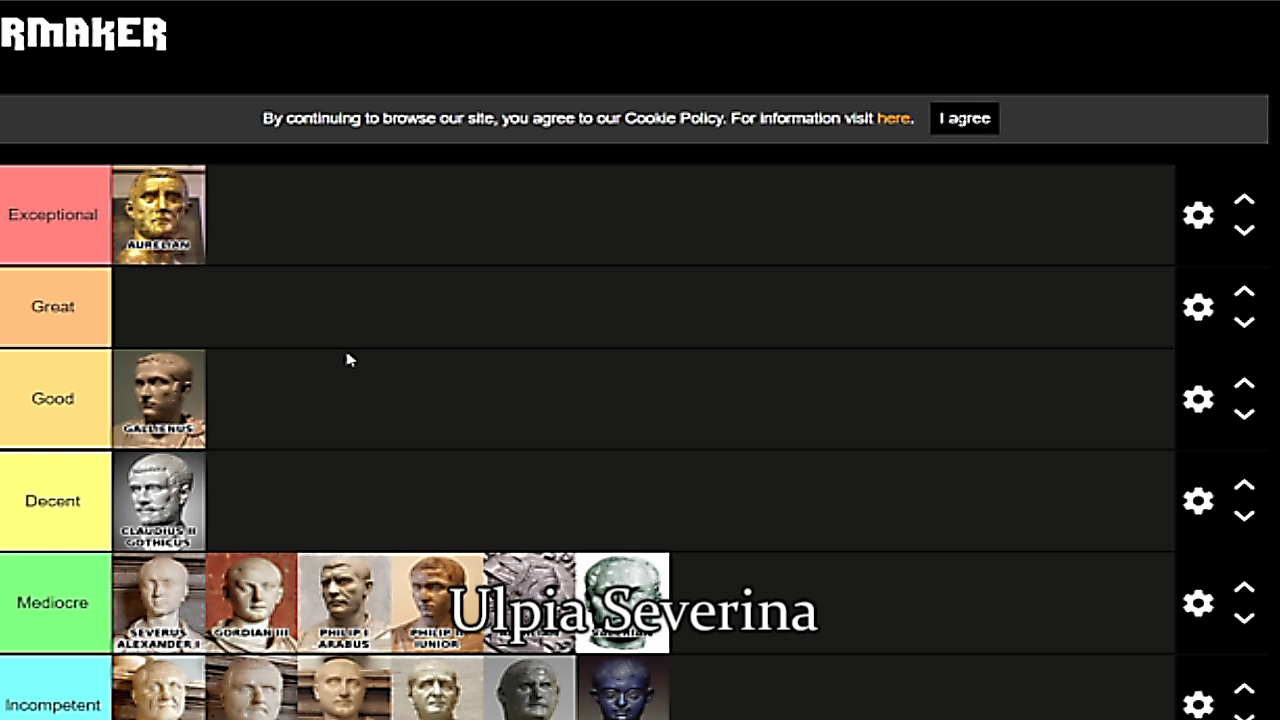 RMAKER
By continuing to browse our site, you agree to our Cookie Policy. For information visit here. I agree
Exceptional
AURELIAN
Great
Good
GALLIENUS
Decent
CLAUDIUS II
GOTHICUS
Mediocre
SEVERUS
ALEXANDER I
GORDIAN III
PHILIP I
ARABUS
PHILIP II
IUNIOR
Ulpia Severina
Incompetent